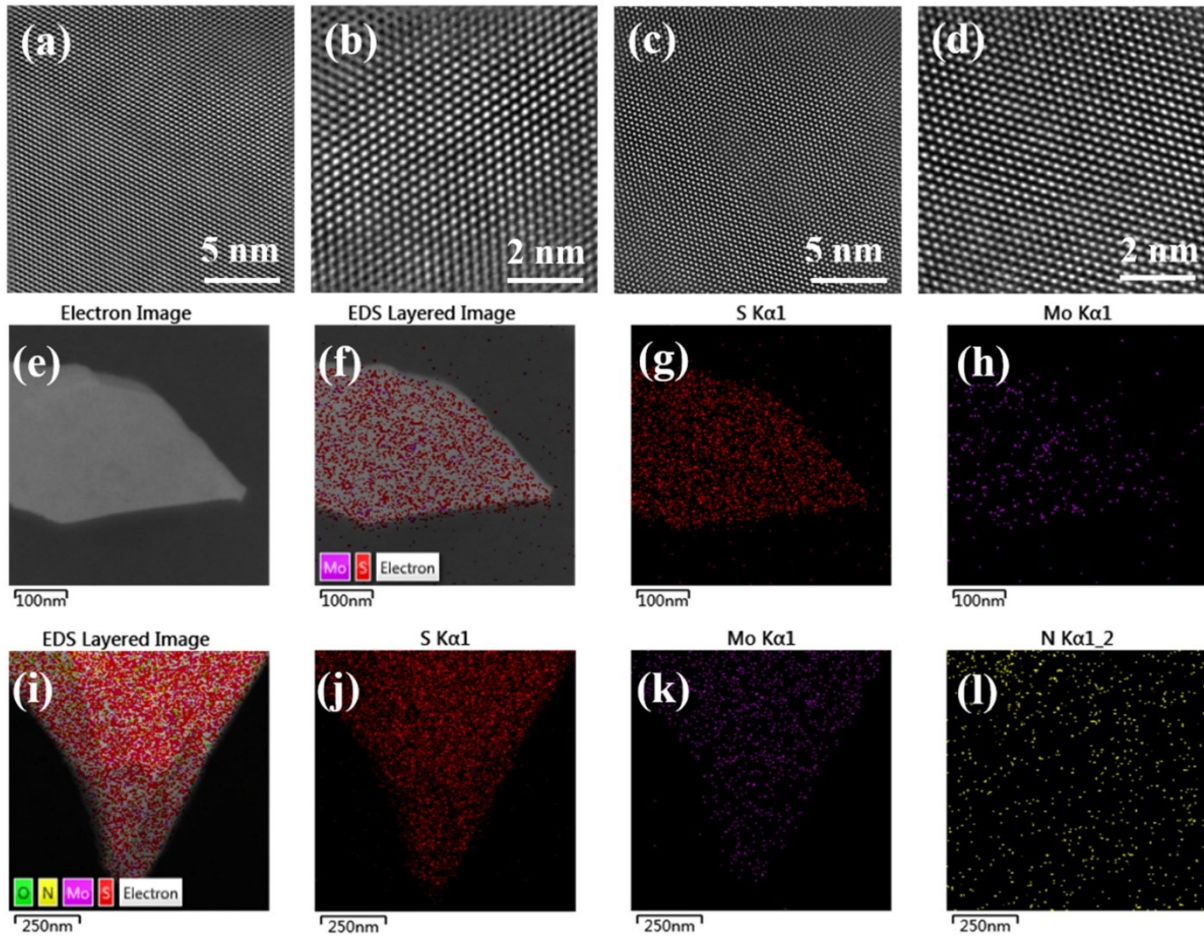 (a) (b) (c) (d)
5 nm 2 nm 5 nm 2 nm
Electron Image EDS Layered Image S Kα1 Mo Kα1
(e) (f) (g) (h)
Mo S Electron
100nm 100nm 100nm 100nm
EDS Layered Image S Kα1 Mo Kα1 N Kα1_2
(i) (j) (k) (l)
O N Mo S Electron
250nm 250nm 250nm 250nm